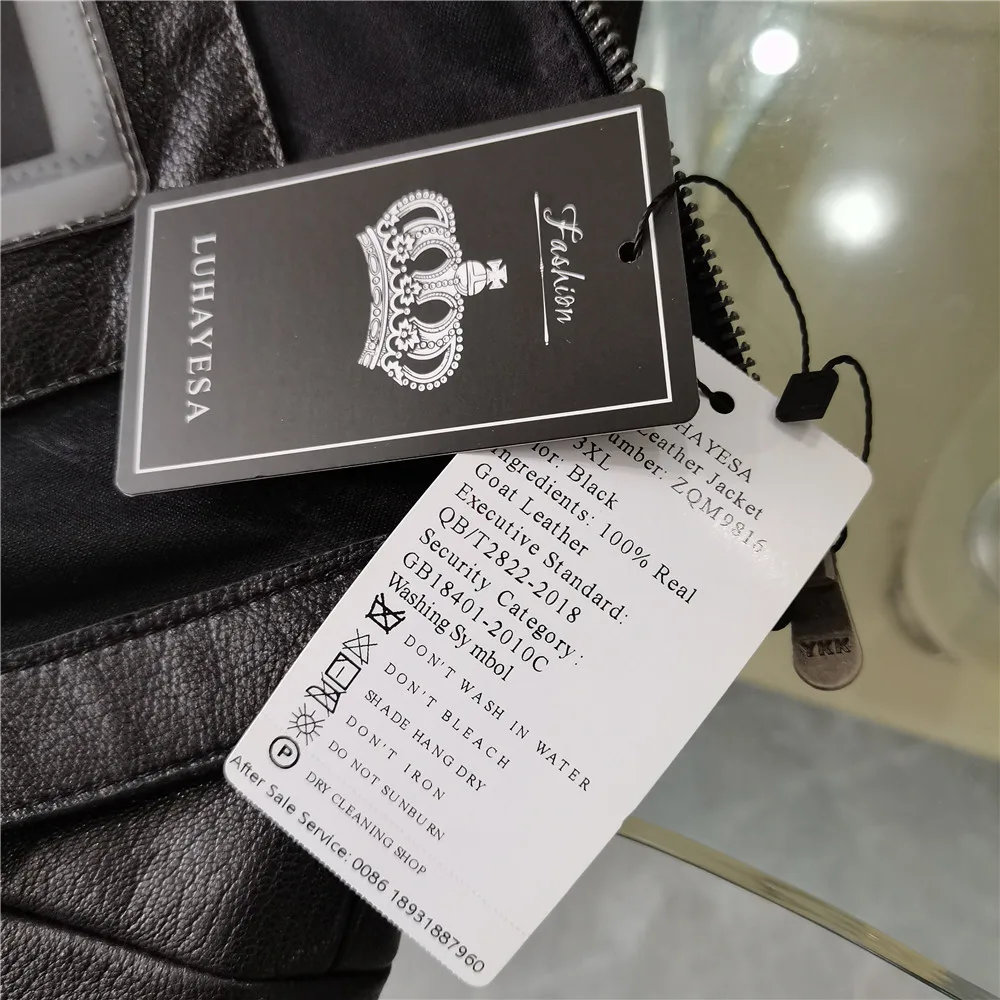 Fashion
LUHAYESA
HAYESA
Leather Jacket
umber: ZQM9816
3XL
lor: Black
Ingredients: 100% Real
Goat Leather
Executive Standard:
QB/T2822-2018
Security Category:
GB18401-2010C
Washing Symbol
DON'T WASH IN WATER
DON'T BLEACH
SHADE HANG DRY
DON'T IRON
DO NOT SUNBURN
P
DRY CLEANING SHOP
After Sale Service: 0086 18931887960
YKK